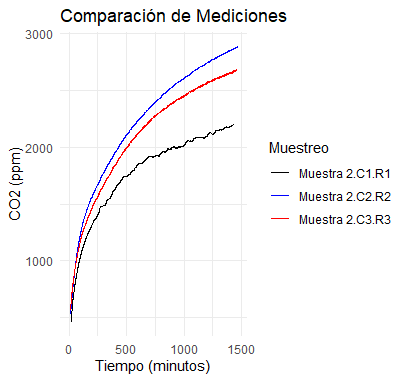 Comparación de Mediciones
3000
2000
1000
CO2 (ppm)
0 500 1000 1500
Tiempo (minutos)
Muestreo
Muestra 2.C1.R1
Muestra 2.C2.R2
Muestra 2.C3.R3